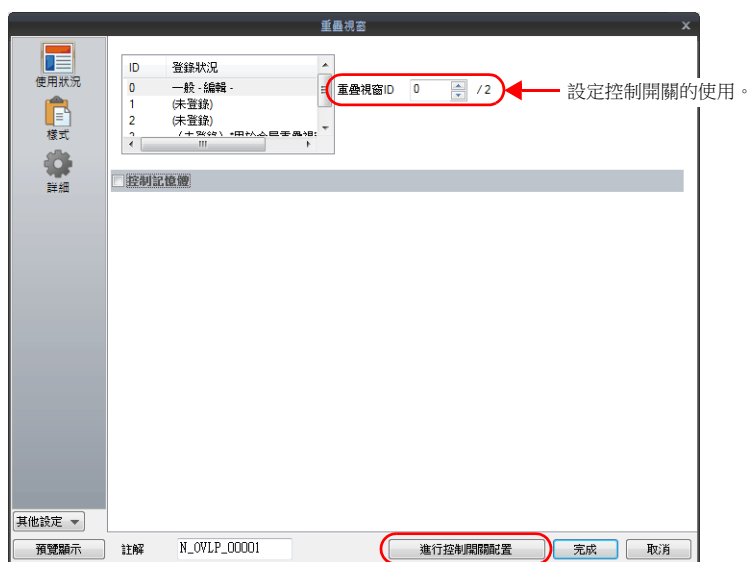 重疊視窗
使用狀況
樣式
詳細
ID 登錄狀況
0 一般 - 編輯 -
1 (未登錄)
2 (未登錄)
重疊視窗ID 0 / 2
設定控制開關的使用。
控制記憶體
其他設定
預覽顯示 註解 N_OVLP_00001 進行控制開關配置 完成 取消